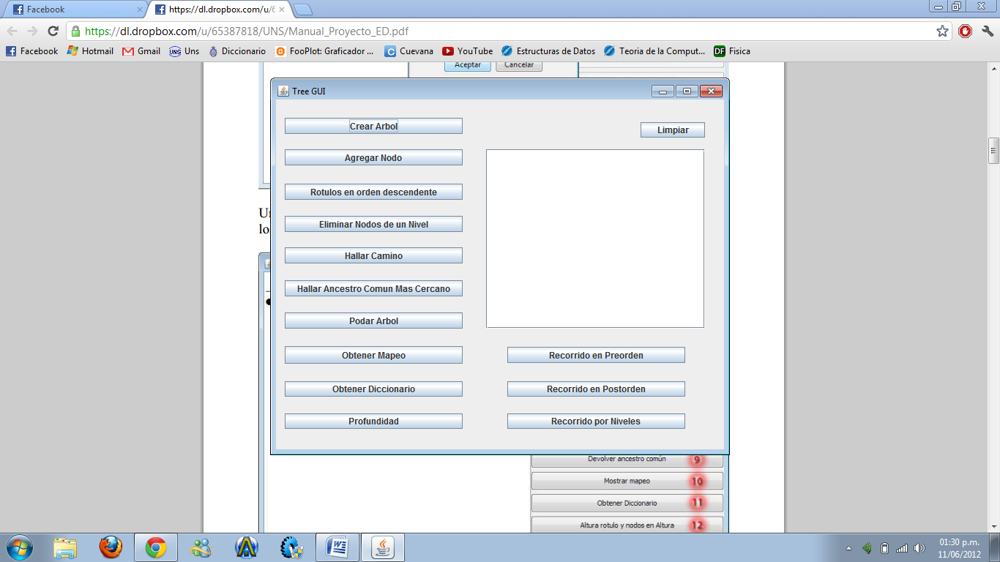 Facebook
https://dl.dropbox.com/u/6
https://dl.dropbox.com/u/65387818/UNS/Manual_Proyecto_ED.pdf
Facebook Hotmail Gmail Uns Diccionario FooPlot: Graficador ... Cuevana YouTube Estructuras de Datos Teoria de la Comput... DF Fisica
Aceptar Cancelar
Tree GUI
Crear Arbol
Limpiar
Agregar Nodo
Rotulos en orden descendente
Eliminar Nodos de un Nivel
Hallar Camino
Hallar Ancestro Comun Mas Cercano
Podar Arbol
Obtener Mapeo
Recorrido en Preorden
Obtener Diccionario
Recorrido en Postorden
Profundidad
Recorrido por Niveles
lo
Devolver ancestro común 9
Mostrar mapeo 10
Obtener Diccionario 11
Altura rotulo y nodos en Altura 12
01:30 p.m.
11/06/2012